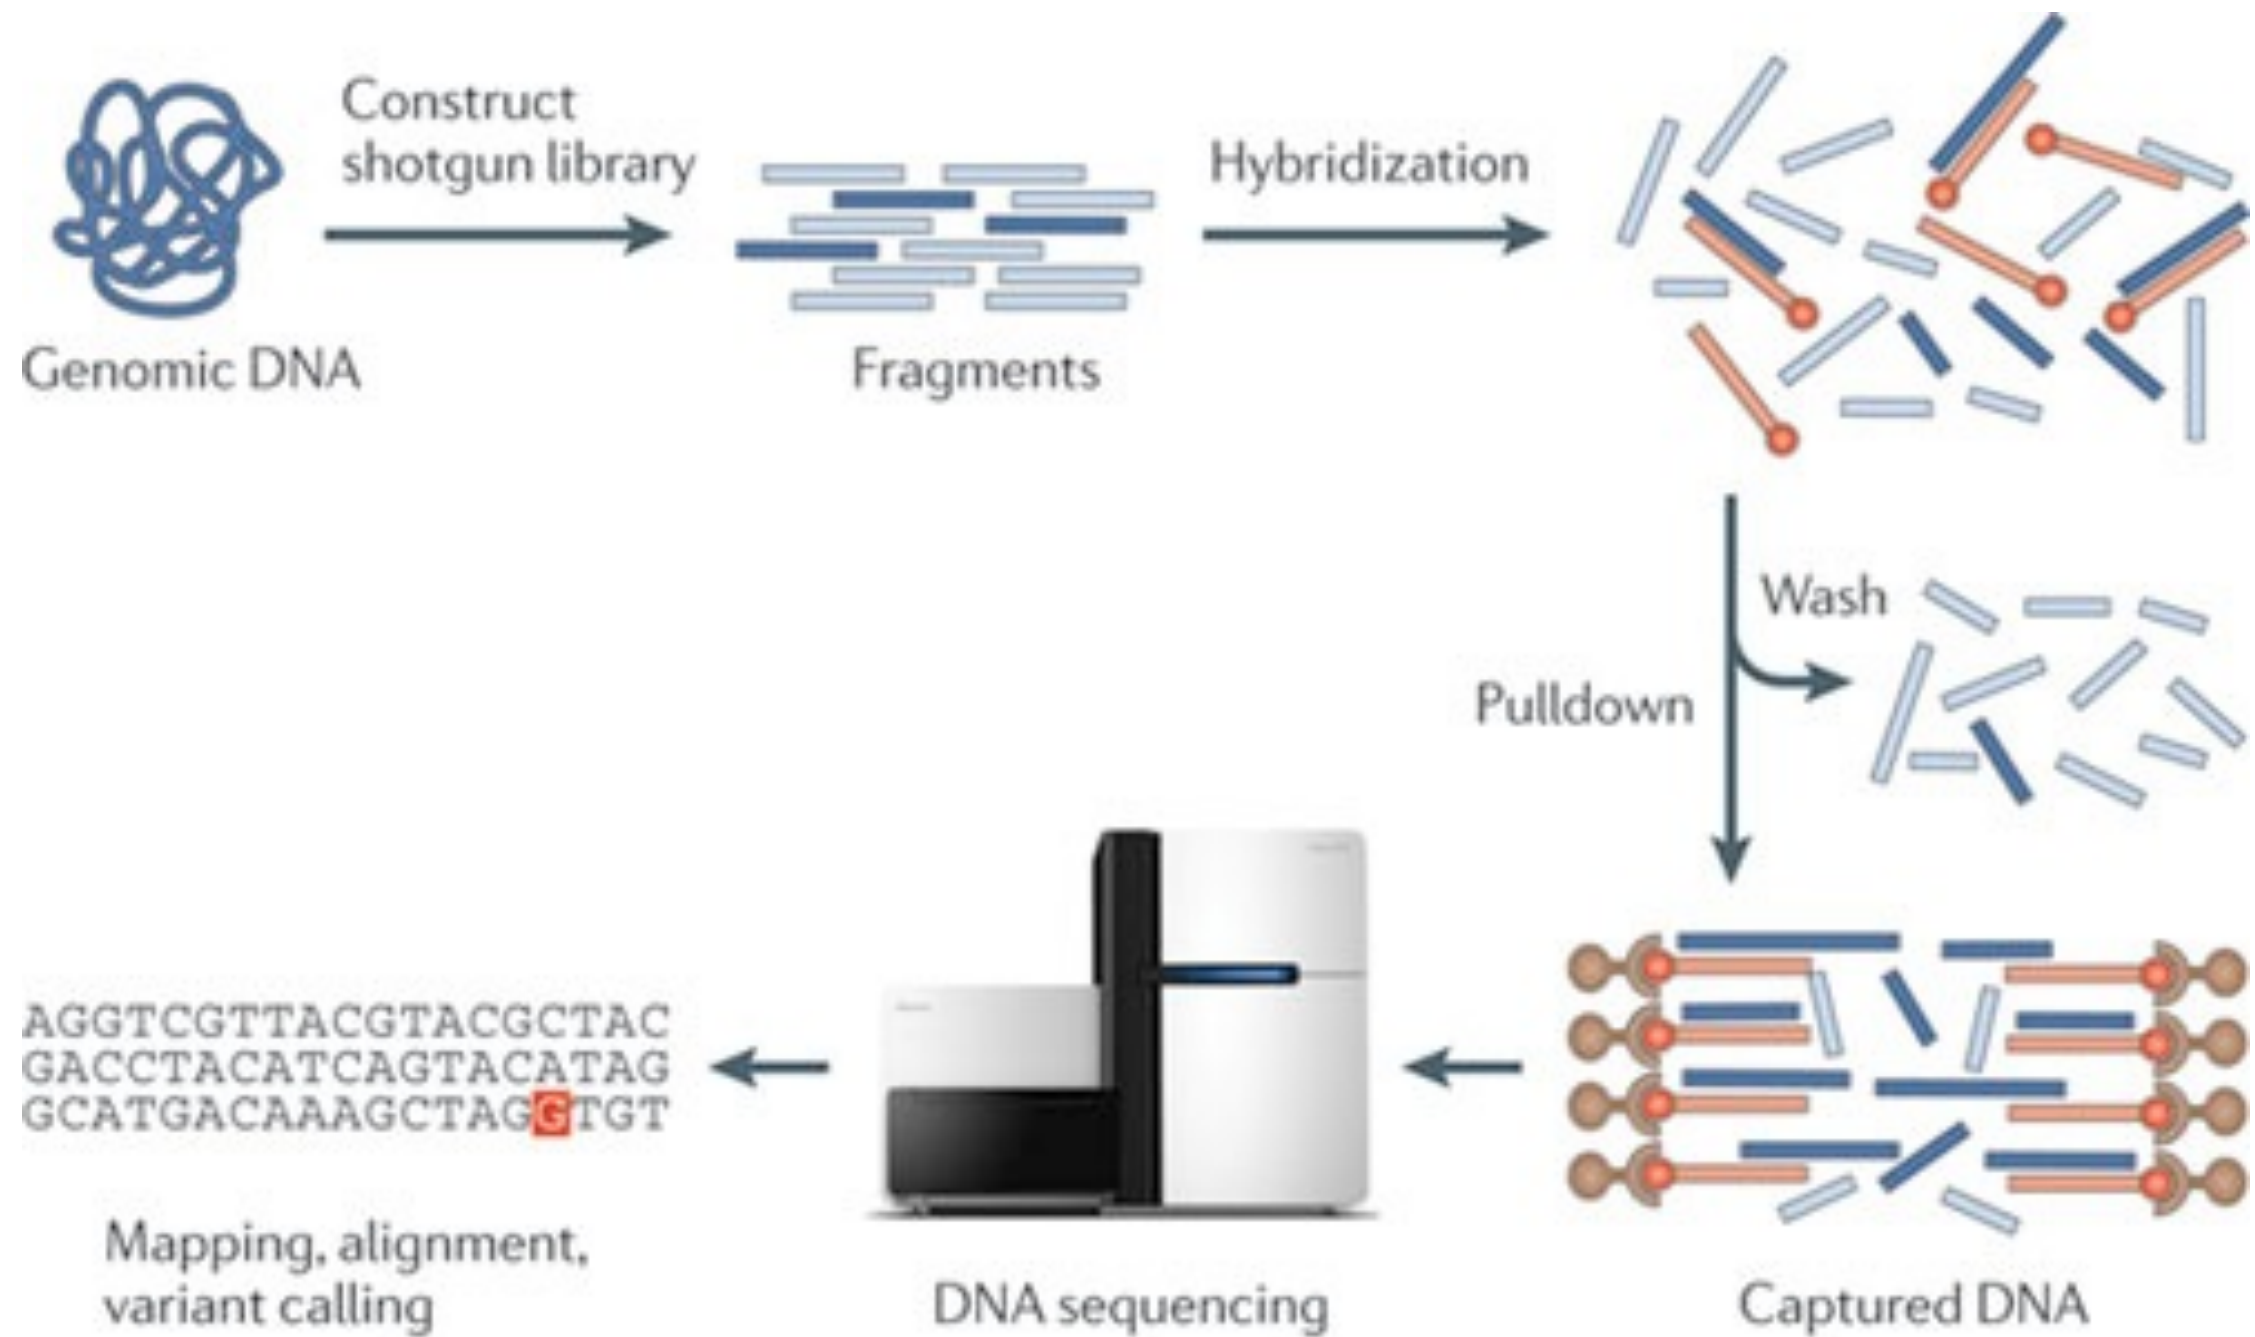 Construct
shotgun library
Genomic DNA
Fragments
Hybridization
Wash
Pulldown
Captured DNA
DNA sequencing
AGGTCGTTACGTACGCTAC
GACCTACATCAGTACATAG
GCATGACAAAGCTAGGTGT
Mapping, alignment,
variant calling